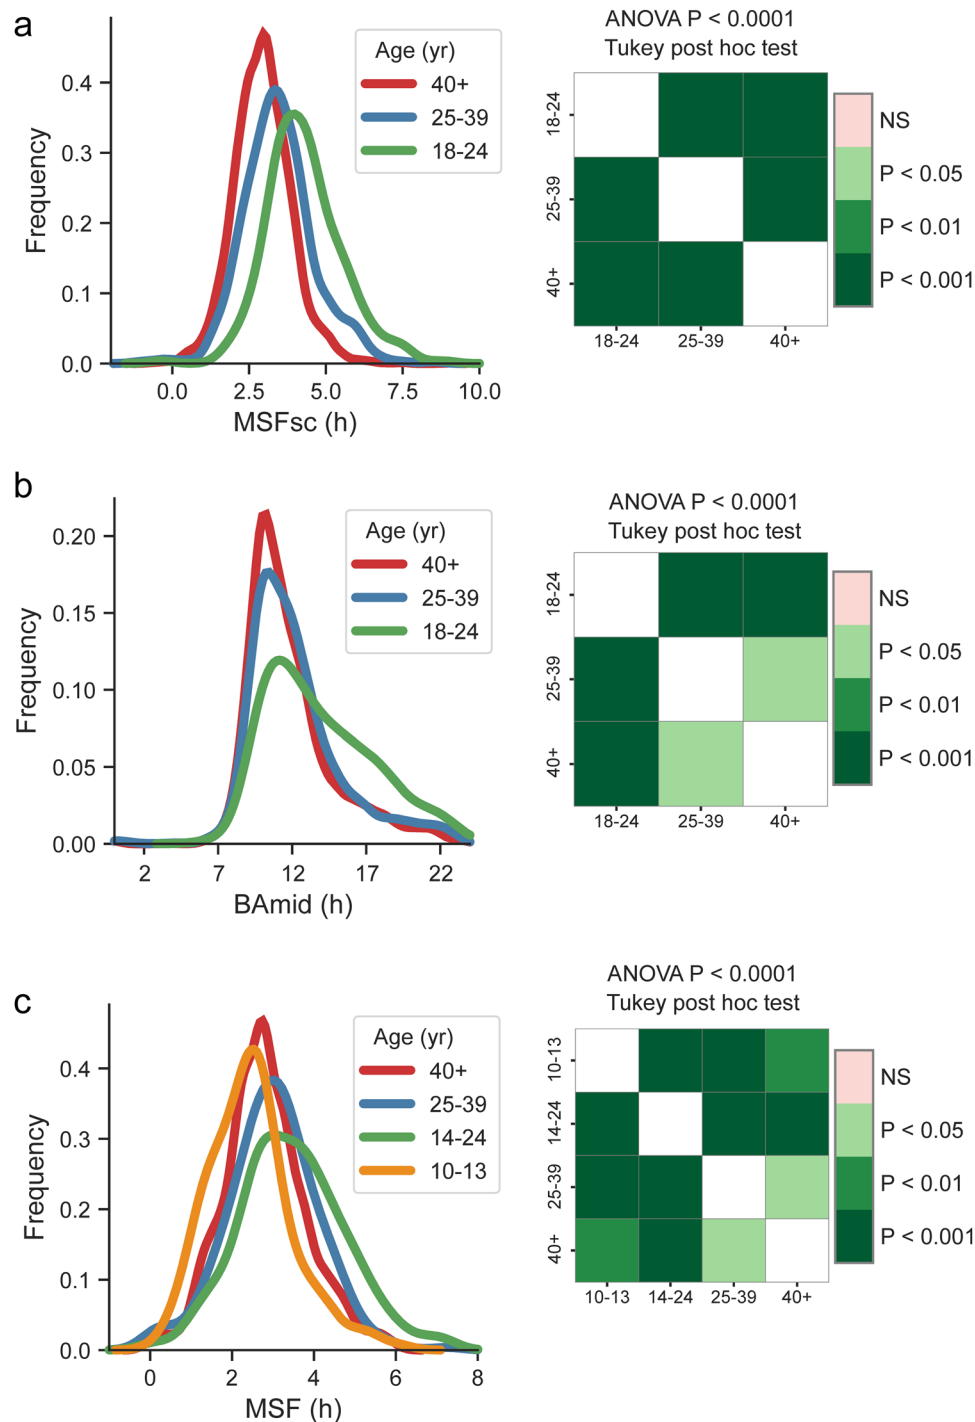 a
ANOVA P < 0.0001
Tukey post hoc test
Frequency
0.4
0.3
0.2
0.1
0.0
0.0
2.5
5.0
7.5
10.0
MSFsc (h)
Age (yr)
40+
25-39
18-24
18-24
25-39
40+
18-24
25-39
40+
NS
P < 0.05
P < 0.01
P < 0.001
b
ANOVA P < 0.0001
Tukey post hoc test
Frequency
0.20
0.15
0.10
0.05
0.00
2
7
12
17
22
BAmid (h)
Age (yr)
40+
25-39
18-24
18-24
25-39
40+
18-24
25-39
40+
NS
P < 0.05
P < 0.01
P < 0.001
c
ANOVA P < 0.0001
Tukey post hoc test
Frequency
0.4
0.3
0.2
0.1
0.0
0
2
4
6
8
MSF (h)
Age (yr)
40+
25-39
14-24
10-13
10-13
14-24
25-39
40+
10-13
14-24
25-39
40+
NS
P < 0.05
P < 0.01
P < 0.001